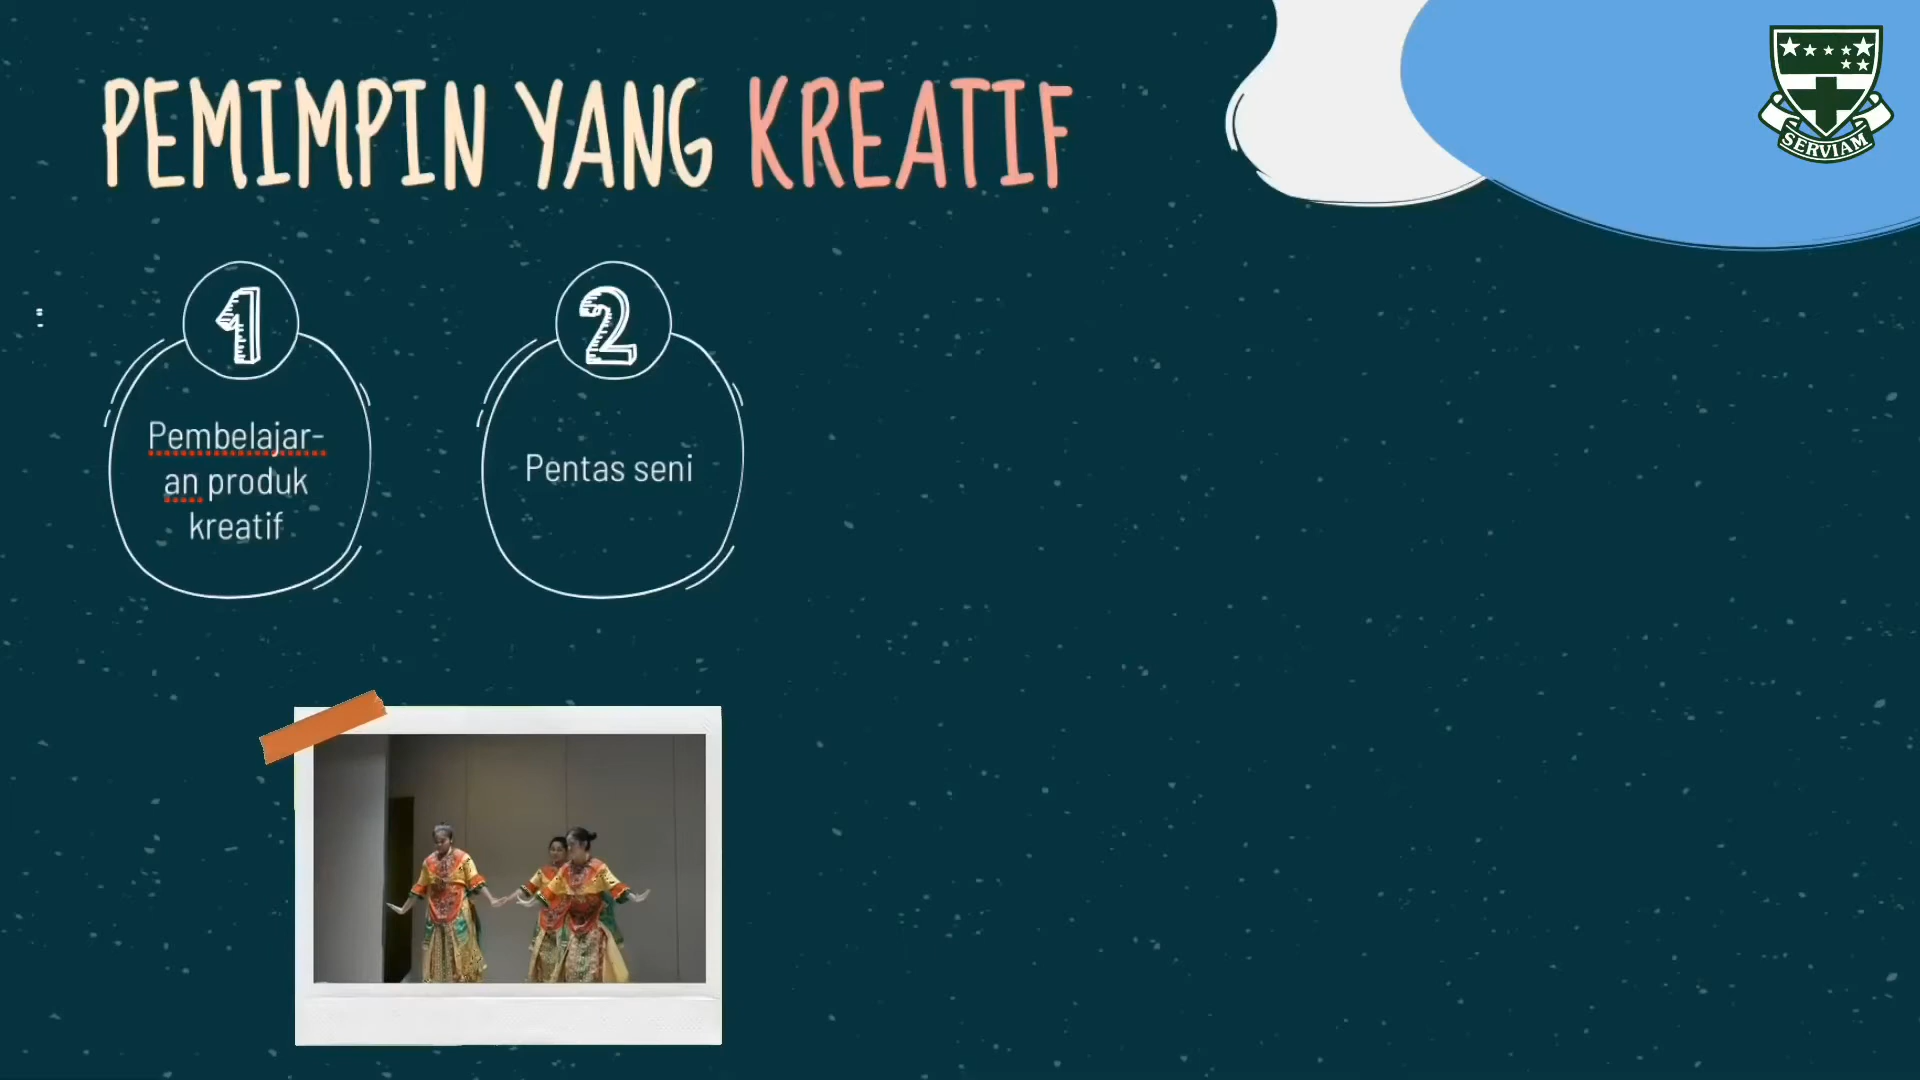 PEMIMPIN YANG KREATIF
SERVIAM
1
Pembelajar-
an produk
kreatif
2
Pentas seni